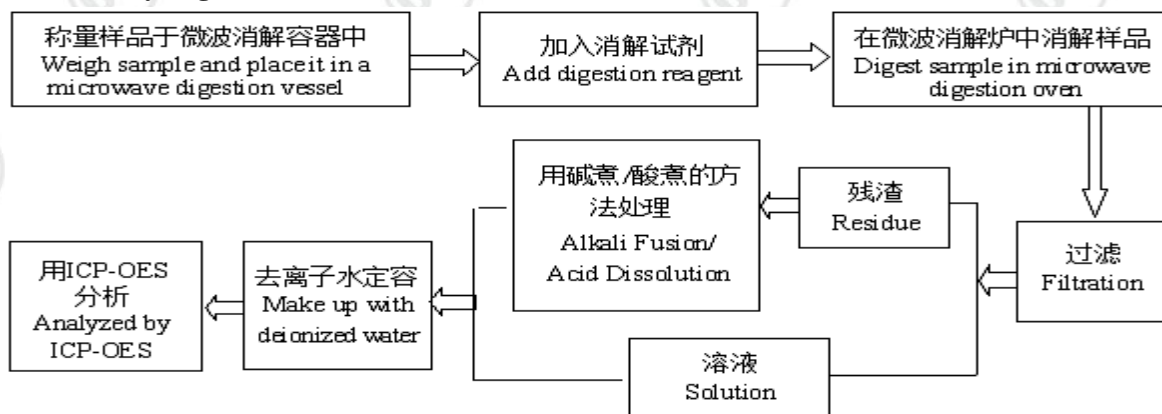 称量样品于微波消解容器中
Weigh sample and place it in a
microwave digestion vessel
加入消解试剂
Add digestion reagent
在微波消解炉中消解样品
Digest sample in microwave
digestion oven
过滤
Filtration
残渣
Residue
用碱煮/酸煮的方
法处理
Alkali Fusion/
Acid Dissolution
溶液
Solution
去离子水定容
Make up with
deionized water
用ICP-OES
分析
Analyzed by
ICP-OES